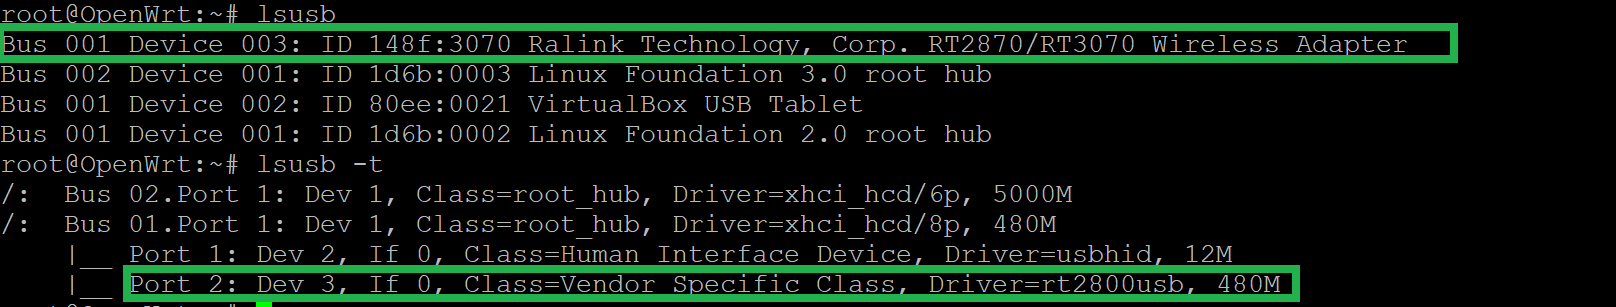 root@OpenWrt:~# lsusb
Bus 001 Device 003: ID 148f:3070 Ralink Technology, Corp. RT2870/RT3070 Wireless Adapter
Bus 002 Device 001: ID 1d6b:0003 Linux Foundation 3.0 root hub
Bus 001 Device 002: ID 80ee:0021 VirtualBox USB Tablet
Bus 001 Device 001: ID 1d6b:0002 Linux Foundation 2.0 root hub
root@OpenWrt:~# lsusb -t
/:  Bus 02.Port 1: Dev 1, Class=root_hub, Driver=xhci_hcd/6p, 5000M
/:  Bus 01.Port 1: Dev 1, Class=root_hub, Driver=xhci_hcd/8p, 480M
    |__ Port 1: Dev 2, If 0, Class=Human Interface Device, Driver=usbhid, 12M
    |__ Port 2: Dev 3, If 0, Class=Vendor Specific Class, Driver=rt2800usb, 480M